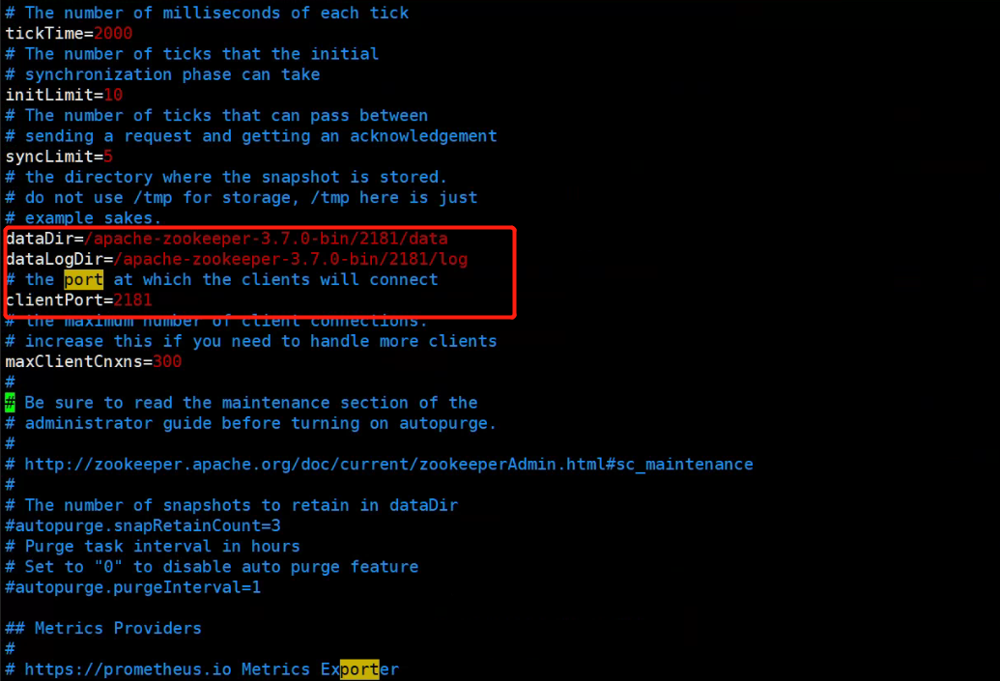 # The number of milliseconds of each tick
tickTime=2000
# The number of ticks that the initial
# synchronization phase can take
initLimit=10
# The number of ticks that can pass between
# sending a request and getting an acknowledgement
syncLimit=5
# the directory where the snapshot is stored.
# do not use /tmp for storage, /tmp here is just
# example sakes.
dataDir=/apache-zookeeper-3.7.0-bin/2181/data
dataLogDir=/apache-zookeeper-3.7.0-bin/2181/log
# the port at which the clients will connect
clientPort=2181
# the maximum number of client connections.
# increase this if you need to handle more clients
maxClientCnxns=300
#
# Be sure to read the maintenance section of the
# administrator guide before turning on autopurge.
#
# http://zookeeper.apache.org/doc/current/zookeeperAdmin.html#sc_maintenance
#
# The number of snapshots to retain in dataDir
#autopurge.snapRetainCount=3
# Purge task interval in hours
# Set to "0" to disable auto purge feature
#autopurge.purgeInterval=1
## Metrics Providers
#
# https://prometheus.io Metrics Exporter